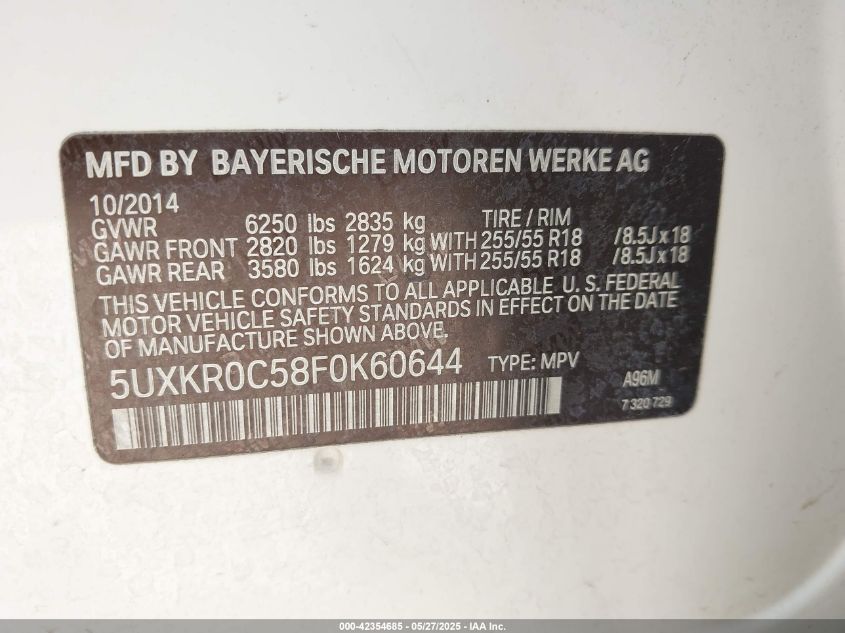 MFD BY BAYERISCHE MOTOREN WERKE AG
10/2014
GVWR 6250 lbs 2835 kg TIRE / RIM
GAWR FRONT 2820 lbs 1279 kg WITH 255/55 R18 /8.5J x 18
GAWR REAR 3580 lbs 1624 kg WITH 255/55 R18 /8.5J x 18
THIS VEHICLE CONFORMS TO ALL APPLICABLE U. S. FEDERAL
MOTOR VEHICLE SAFETY STANDARDS IN EFFECT ON THE DATE
OF MANUFACTURE SHOWN ABOVE.
5UXKR0C58F0K60644 TYPE: MPV
A96M
7 320 729
000-42354685 - 05/27/2025 - IAA Inc.